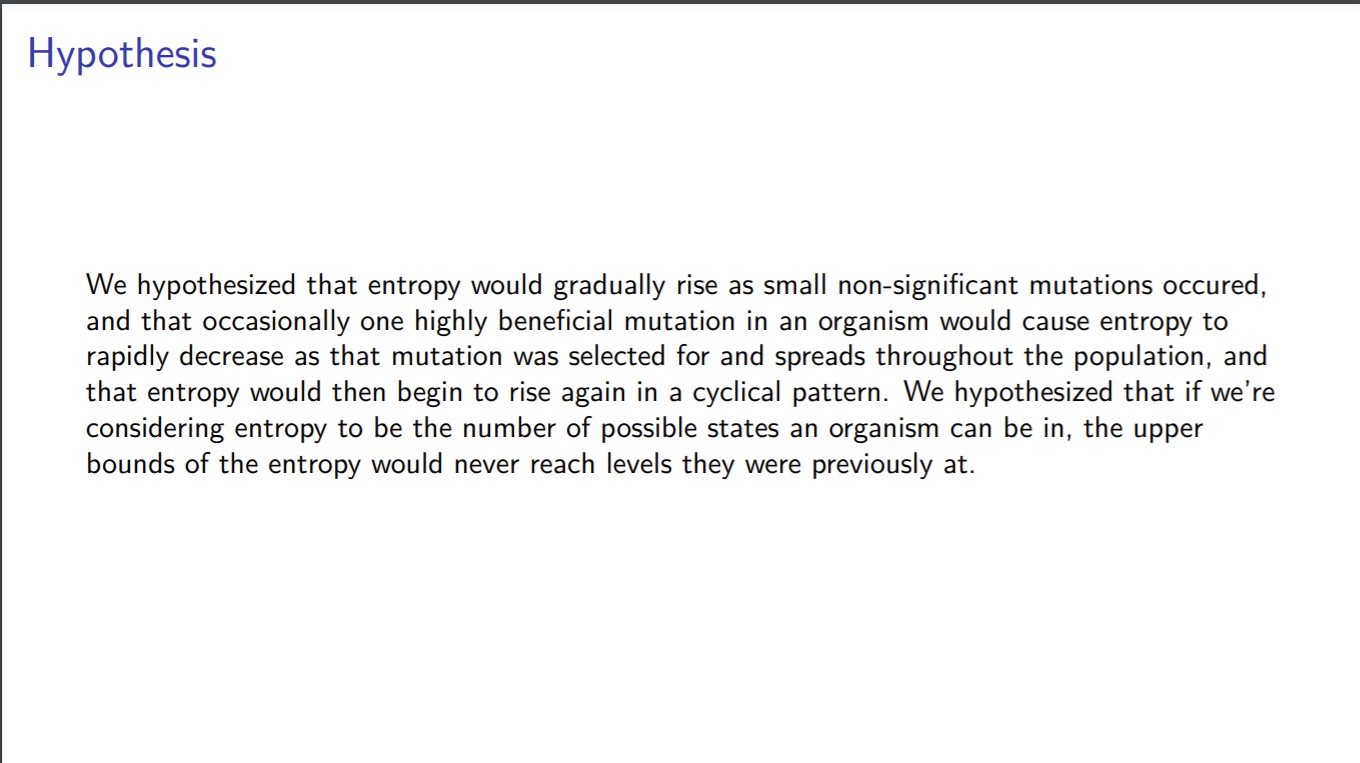 Hypothesis
We hypothesized that entropy would gradually rise as small non-significant mutations occured,
and that occasionally one highly beneficial mutation in an organism would cause entropy to
rapidly decrease as that mutation was selected for and spreads throughout the population, and
that entropy would then begin to rise again in a cyclical pattern. We hypothesized that if we're
considering entropy to be the number of possible states an organism can be in, the upper
bounds of the entropy would never reach levels they were previously at.